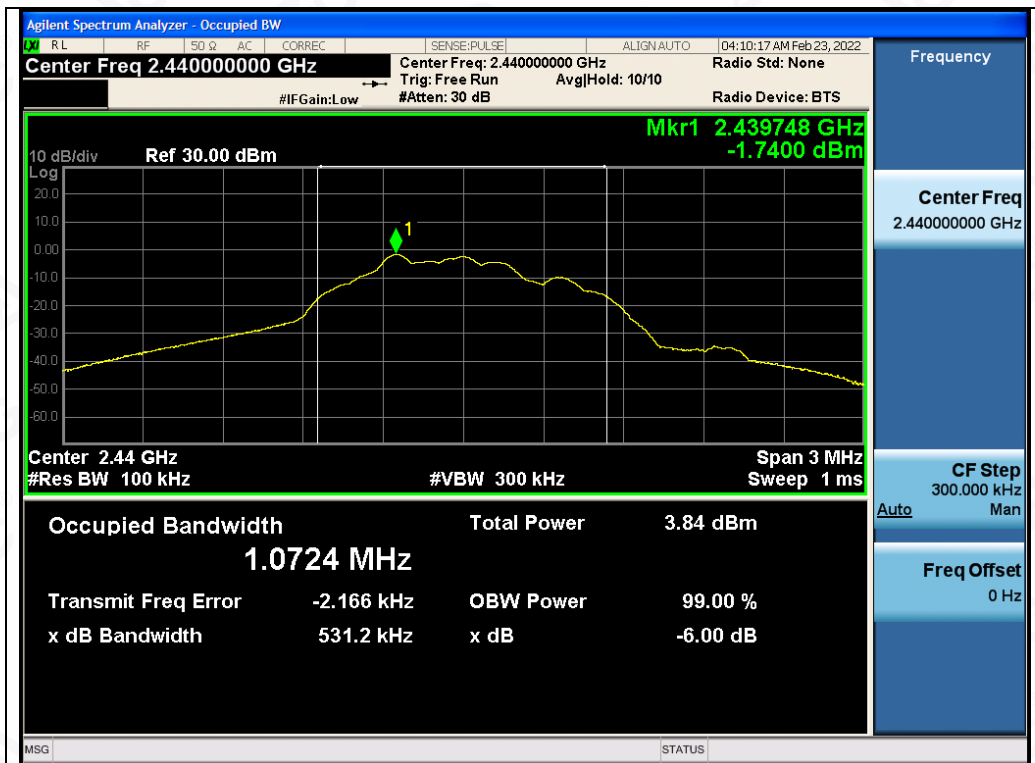 Agilent Spectrum Analyzer - Occupied BW
LXI RL RF 50 Ω AC CORREC SENSE:PULSE ALIGN AUTO 04:10:17 AM Feb 23, 2022
Center Freq 2.440000000 GHz Center Freq: 2.440000000 GHz Radio Std: None
Trig: Free Run Avg|Hold: 10/10
#IFGain:Low #Atten: 30 dB Radio Device: BTS
Mkr1 2.439748 GHz
10 dB/div Ref 30.00 dBm -1.7400 dBm
Log
20.0
10.0
1
0.00
-10.0
-20.0
-30.0
-40.0
-50.0
-60.0
Center 2.44 GHz Span 3 MHz
#Res BW 100 kHz #VBW 300 kHz Sweep 1 ms
Occupied Bandwidth Total Power 3.84 dBm
1.0724 MHz
Transmit Freq Error -2.166 kHz OBW Power 99.00 %
x dB Bandwidth 531.2 kHz x dB -6.00 dB
Frequency
Center Freq
2.440000000 GHz
CF Step
300.000 kHz
Auto Man
Freq Offset
0 Hz
MSG STATUS